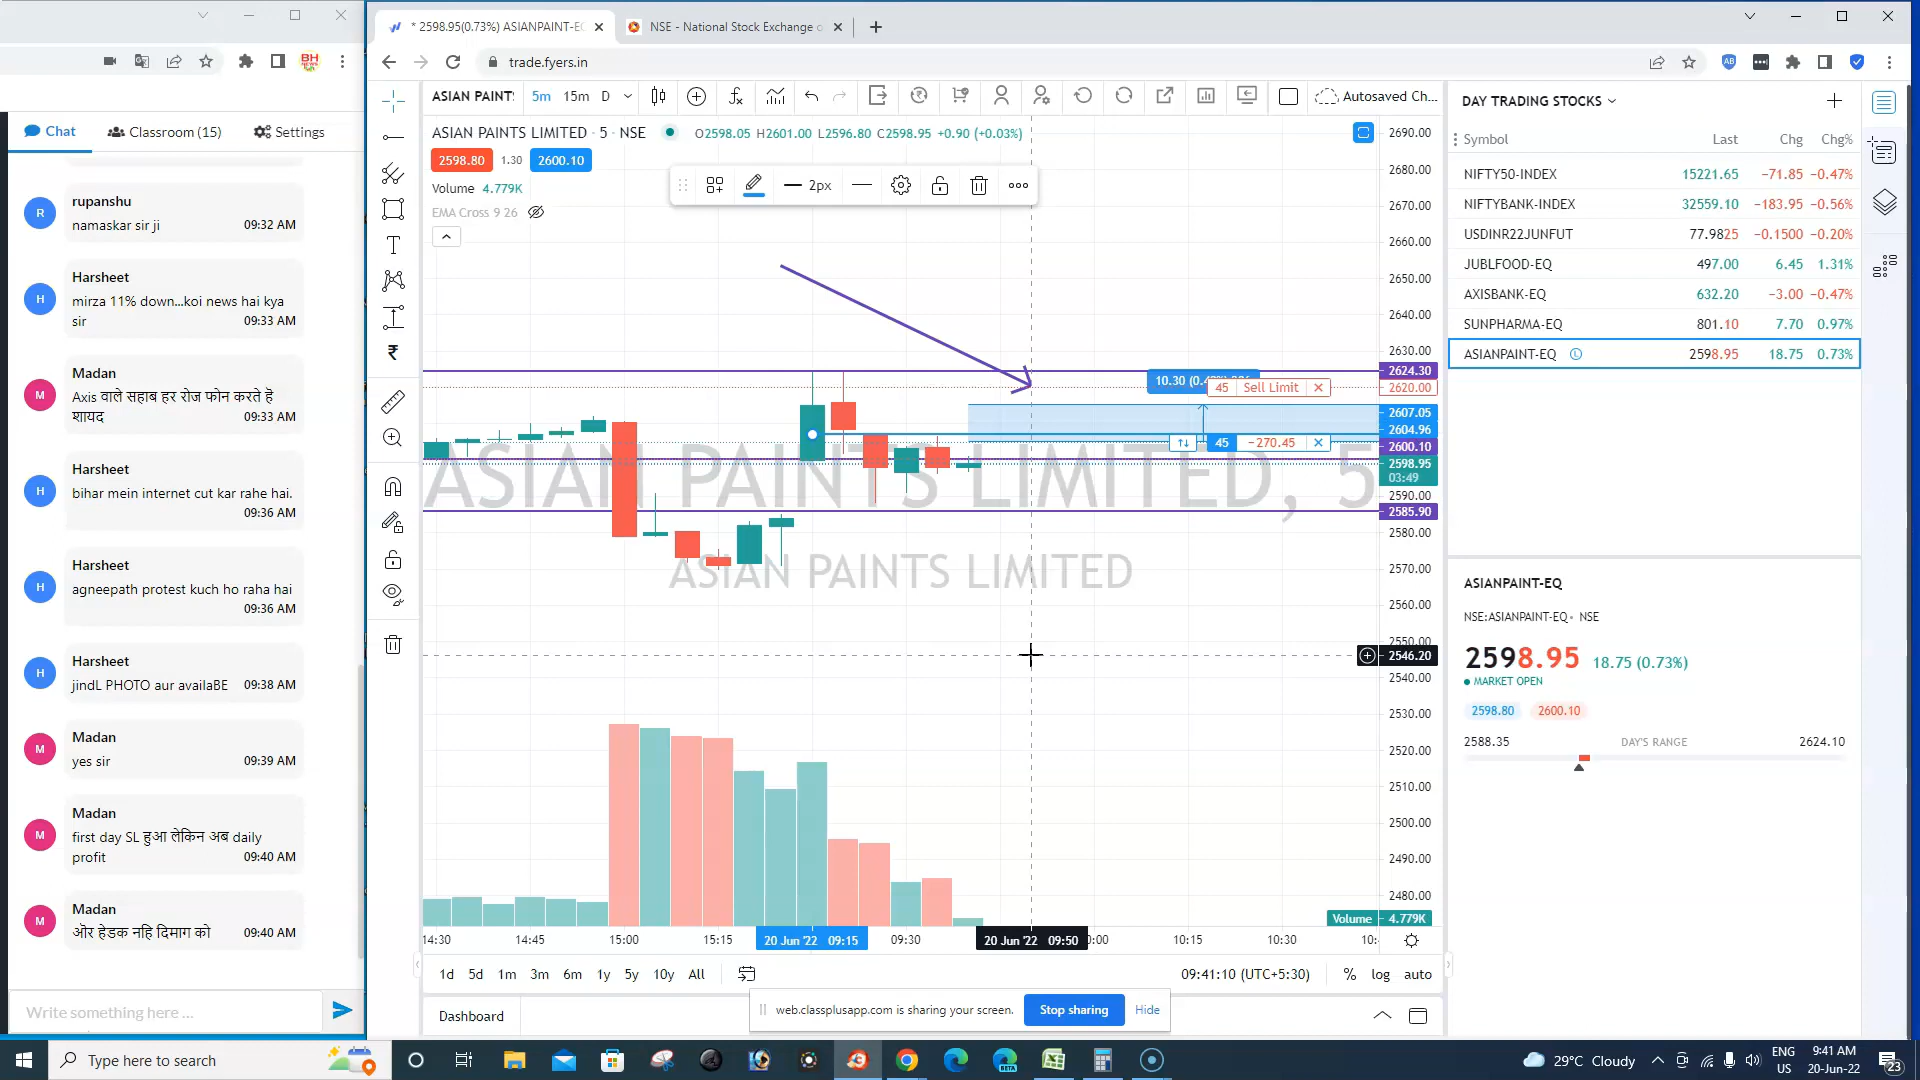 * 2598.95(0.73%) ASIANPAINT-EQ
NSE - National Stock Exchange o
trade.fyers.in
BH
Chat
Classroom (15)
Settings
R
rupanshu
namaskar sir ji
09:32 AM
H
Harsheet
mirza 11% down...koi news hai kya
sir
09:33 AM
M
Madan
Axis वाले सहाब हर रोज फोन करते है
शायद
09:33 AM
H
Harsheet
bihar mein internet cut kar rahe hai.
09:36 AM
H
Harsheet
agneepath protest kuch ho raha hai
09:36 AM
H
Harsheet
jindL PHOTO aur availaBE
09:38 AM
M
Madan
yes sir
09:39 AM
M
Madan
first day SL हुआ लेकिन अब daily
profit
09:40 AM
M
Madan
ऒर हेडक नहि दिमाग को
09:40 AM
Write something here ...
ASIAN PAINTS
5m
15m
D
Autosaved Ch...
ASIAN PAINTS LIMITED · 5 · NSE
O2598.05 H2601.00 L2596.80 C2598.95 +0.90 (+0.03%)
2598.80
1.30
2600.10
Volume 4.779K
EMA Cross 9 26
2px
10.30 (0.4
45 Sell Limit
45 −270.45
ASIAN PAINTS LIMITED, 5
ASIAN PAINTS LIMITED
2690.00
2680.00
2670.00
2660.00
2650.00
2640.00
2630.00
2624.30
2620.00
2607.05
2604.96
2600.10
2598.95
03:49
2590.00
2585.90
2580.00
2570.00
2560.00
2550.00
2546.20
2540.00
2530.00
2520.00
2510.00
2500.00
2490.00
2480.00
Volume 4.779K
14:30
14:45
15:00
15:15
20 Jun '22 09:15
09:30
20 Jun '22 09:50
0:00
10:15
10:30
10:
1d
5d
1m
3m
6m
1y
5y
10y
All
09:41:10 (UTC+5:30)
%
log
auto
Dashboard
web.classplusapp.com is sharing your screen.
Stop sharing
Hide
DAY TRADING STOCKS
Symbol
Last
Chg
Chg%
NIFTY50-INDEX 15221.65 −71.85 −0.47%
NIFTYBANK-INDEX 32559.10 −183.95 −0.56%
USDINR22JUNFUT 77.9825 −0.1500 −0.20%
JUBLFOOD-EQ 497.00 6.45 1.31%
AXISBANK-EQ 632.20 −3.00 −0.47%
SUNPHARMA-EQ 801.10 7.70 0.97%
ASIANPAINT-EQ 2598.95 18.75 0.73%
ASIANPAINT-EQ
NSE:ASIANPAINT-EQ • NSE
2598.95 18.75 (0.73%)
MARKET OPEN
2598.80
2600.10
2588.35
DAY'S RANGE
2624.10
Type here to search
BETA
29°C Cloudy
ENG
US
9:41 AM
20-Jun-22
23